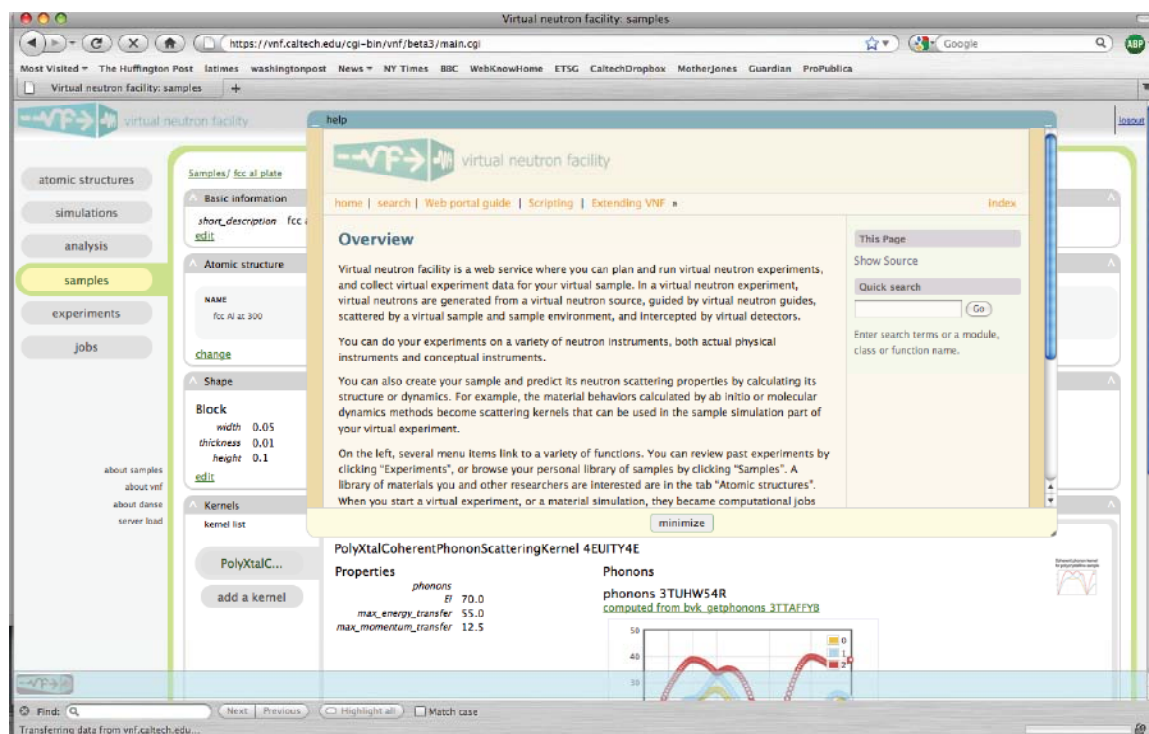 Virtual neutron facility: samples
https://vnf.caltech.edu/cgi-bin/vnf/beta3/main.cgi
Google
ABP
Most Visited The Huffington Post latimes washingtonpost News NY Times BBC WebKnowHome ETSG CaltechDropbox MotherJones Guardian ProPublica
Virtual neutron facility: samples +
virtual neutron facility
logout
atomic structures
simulations
analysis
samples
experiments
jobs
about samples
about vnf
about danse
server load
Samples/ fcc al plate
Basic information
short_description fcc
edit
Atomic structure
NAME
fcc Al at 300
change
Shape
Block
width 0.05
thickness 0.01
height 0.1
edit
Kernels
kernel list
PolyXtalC...
add a kernel
help
VF
virtual neutron facility
home | search | Web portal guide | Scripting | Extending VNF »
index
Overview
Virtual neutron facility is a web service where you can plan and run virtual neutron experiments,
and collect virtual experiment data for your virtual sample. In a virtual neutron experiment,
virtual neutrons are generated from a virtual neutron source, guided by virtual neutron guides,
scattered by a virtual sample and sample environment, and intercepted by virtual detectors.
You can do your experiments on a variety of neutron instruments, both actual physical
instruments and conceptual instruments.
You can also create your sample and predict its neutron scattering properties by calculating its
structure or dynamics. For example, the material behaviors calculated by ab initio or molecular
dynamics methods become scattering kernels that can be used in the sample simulation part of
your virtual experiment.
On the left, several menu items link to a variety of functions. You can review past experiments by
clicking "Experiments", or browse your personal library of samples by clicking "Samples". A
library of materials you and other researchers are interested are in the tab "Atomic structures".
When you start a virtual experiment, or a material simulation, they became computational jobs
This Page
Show Source
Quick search
Go
Enter search terms or a module,
class or function name.
minimize
PolyXtalCoherentPhononScatteringKernel 4EUITY4E
Properties
phonons
Ei 70.0
max_energy_transfer 55.0
max_momentum_transfer 12.5
Phonons
phonons 3TUHW54R
computed from bvk_getphonons 3TTAFFYB
50
40
30
0
1
2
Find:
Next Previous Highlight all Match case
Transferring data from vnf.caltech.edu...